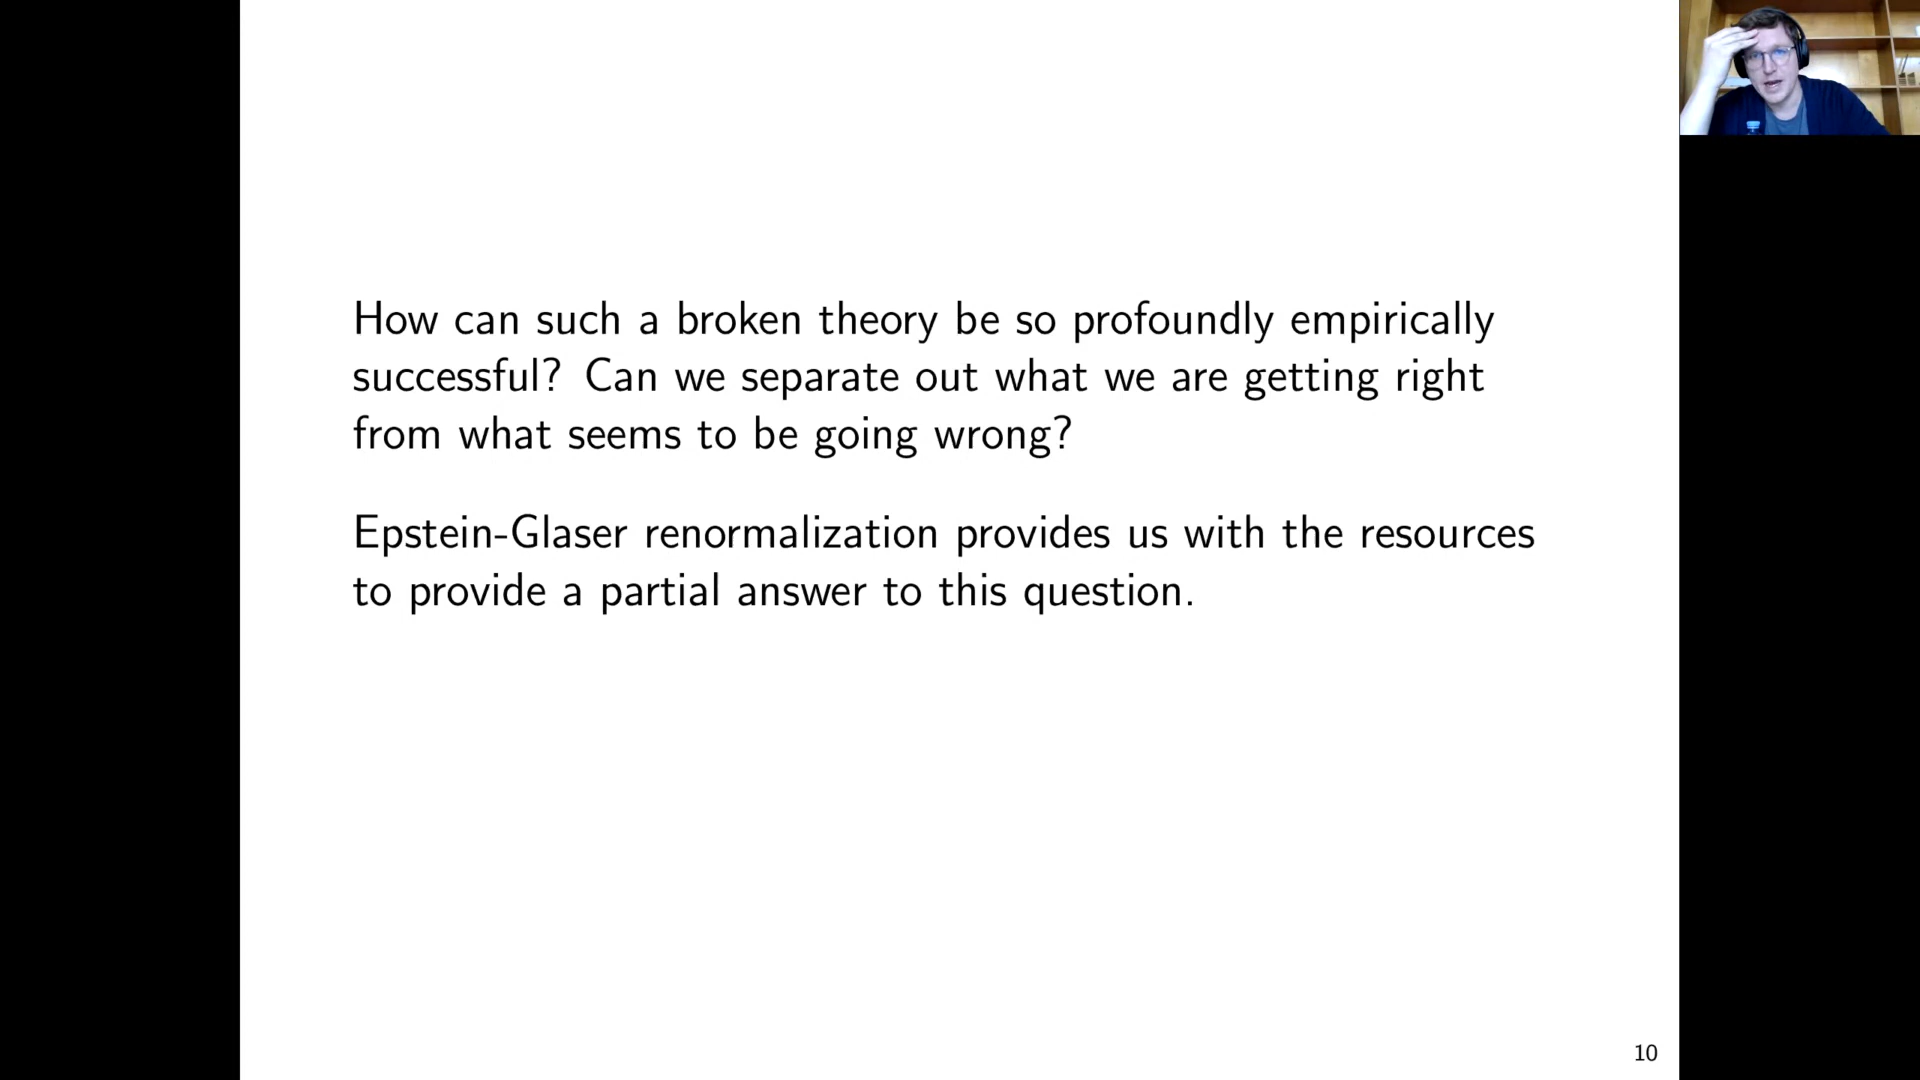 How can such a broken theory be so profoundly empirically
successful? Can we separate out what we are getting right
from what seems to be going wrong?
Epstein-Glaser renormalization provides us with the resources
to provide a partial answer to this question.
10